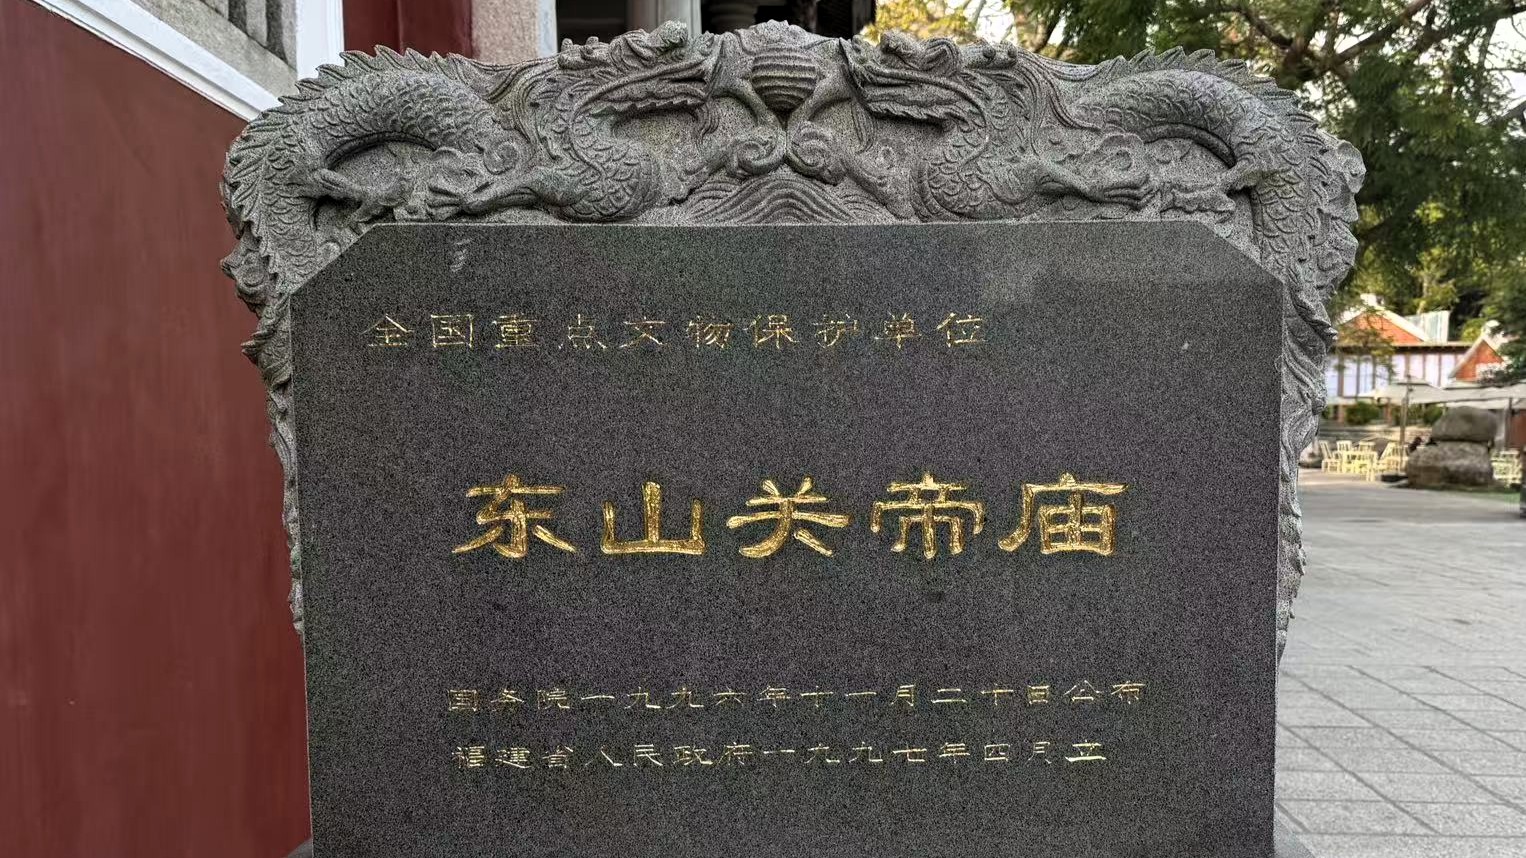 全国重点文物保护单位
东山关帝庙
国务院一九九六年十一月二十日公布
福建省人民政府一九九七年四月立